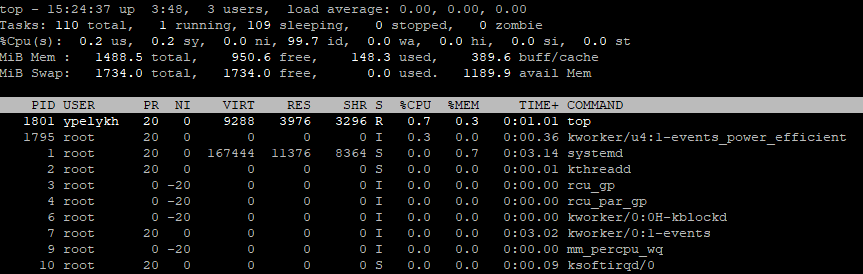 top - 15:24:37 up  3:48,  3 users,  load average: 0.00, 0.00, 0.00
Tasks: 110 total,   1 running, 109 sleeping,   0 stopped,   0 zombie
%Cpu(s):  0.2 us,  0.2 sy,  0.0 ni, 99.7 id,  0.0 wa,  0.0 hi,  0.0 si,  0.0 st
MiB Mem :   1488.5 total,    950.6 free,    148.3 used,    389.6 buff/cache
MiB Swap:   1734.0 total,   1734.0 free,      0.0 used.   1189.9 avail Mem
PID USER      PR  NI    VIRT    RES    SHR S  %CPU  %MEM     TIME+ COMMAND
1801 ypelykh   20   0    9288   3976   3296 R   0.7   0.3   0:01.01 top
1795 root      20   0       0      0      0 I   0.3   0.0   0:00.36 kworker/u4:1-events_power_efficient
1 root      20   0  167444  11376   8364 S   0.0   0.7   0:03.14 systemd
2 root      20   0       0      0      0 S   0.0   0.0   0:00.01 kthreadd
3 root       0 -20       0      0      0 I   0.0   0.0   0:00.00 rcu_gp
4 root       0 -20       0      0      0 I   0.0   0.0   0:00.00 rcu_par_gp
6 root       0 -20       0      0      0 I   0.0   0.0   0:00.00 kworker/0:0H-kblockd
7 root      20   0       0      0      0 I   0.0   0.0   0:03.02 kworker/0:1-events
9 root       0 -20       0      0      0 I   0.0   0.0   0:00.00 mm_percpu_wq
10 root      20   0       0      0      0 S   0.0   0.0   0:00.09 ksoftirqd/0